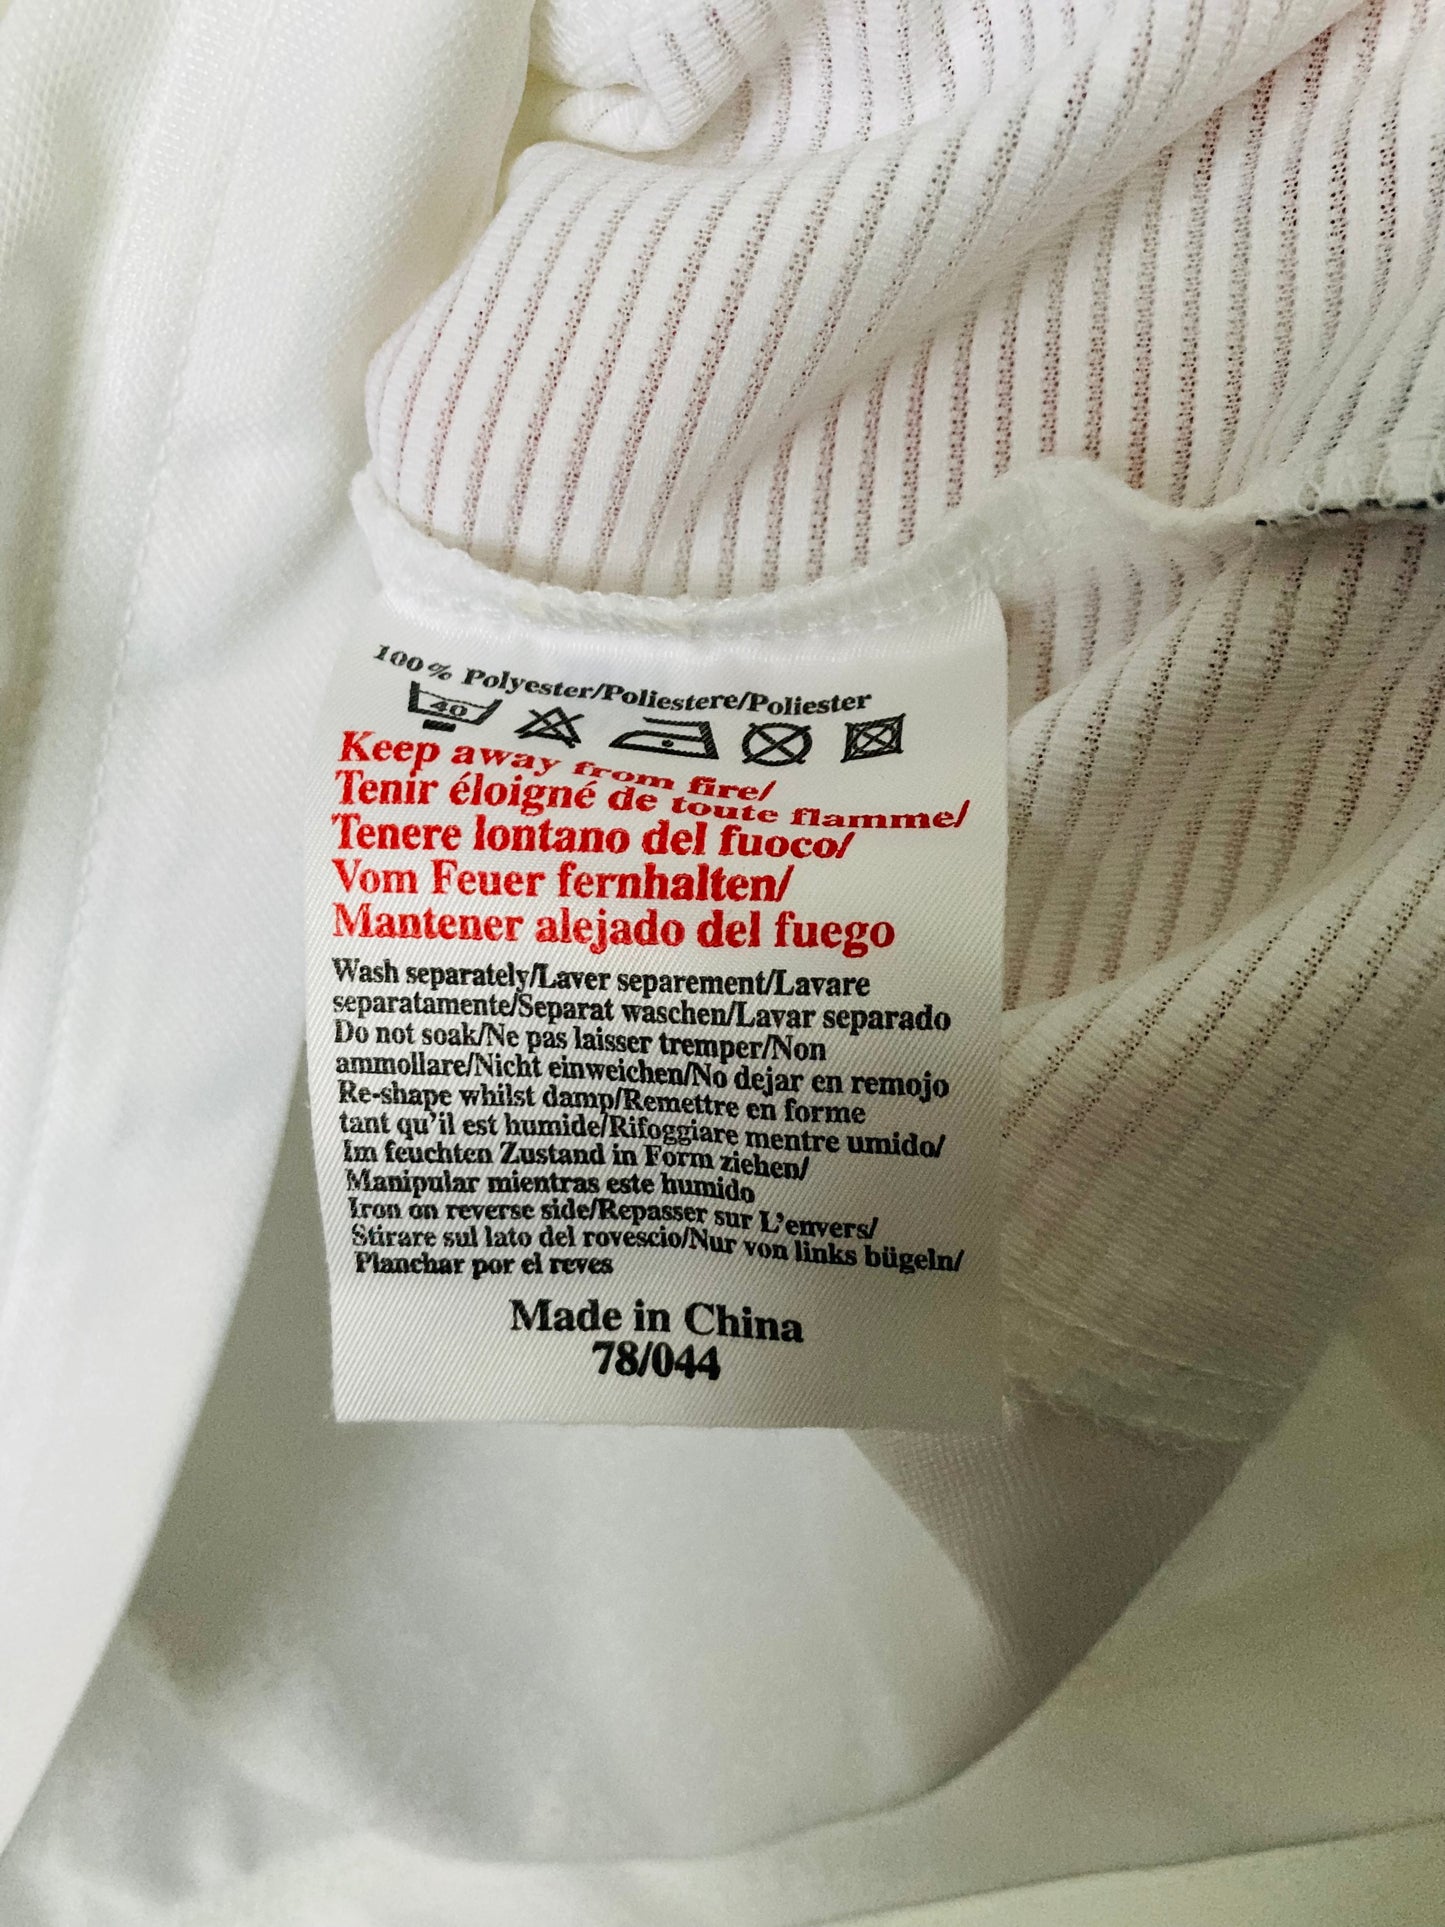 100% Polyester/Poliestere/Poliester
40
Keep away from fire/
Tenir éloigné de toute flamme/
Tenere lontano del fuoco/
Vom Feuer fernhalten/
Mantener alejado del fuego
Wash separately/Laver separement/Lavare
separatamente/Separat waschen/Lavar separado
Do not soak/Ne pas laisser tremper/Non
ammollare/Nicht einweichen/No dejar en remojo
Re-shape whilst damp/Remettre en forme
tant qu'il est humide/Rifoggiare mentre umido/
Im feuchten Zustand in Form ziehen/
Manipular mientras este humido
Iron on reverse side/Repasser sur L'envers/
Stirare sul lato del rovescio/Nur von links bügeln/
Planchar por el reves
Made in China
78/044